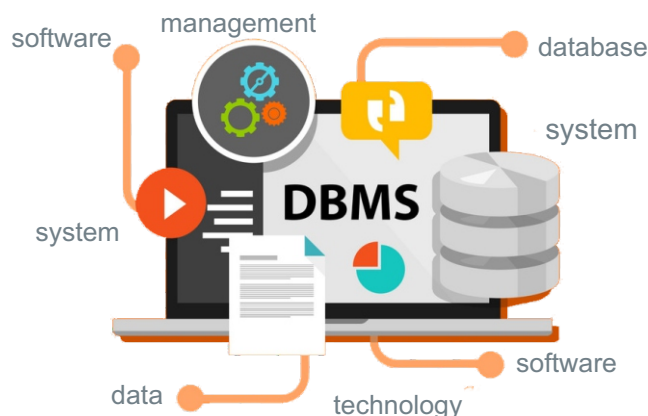 management
software
database
system
DBMS
system
software
data
technology